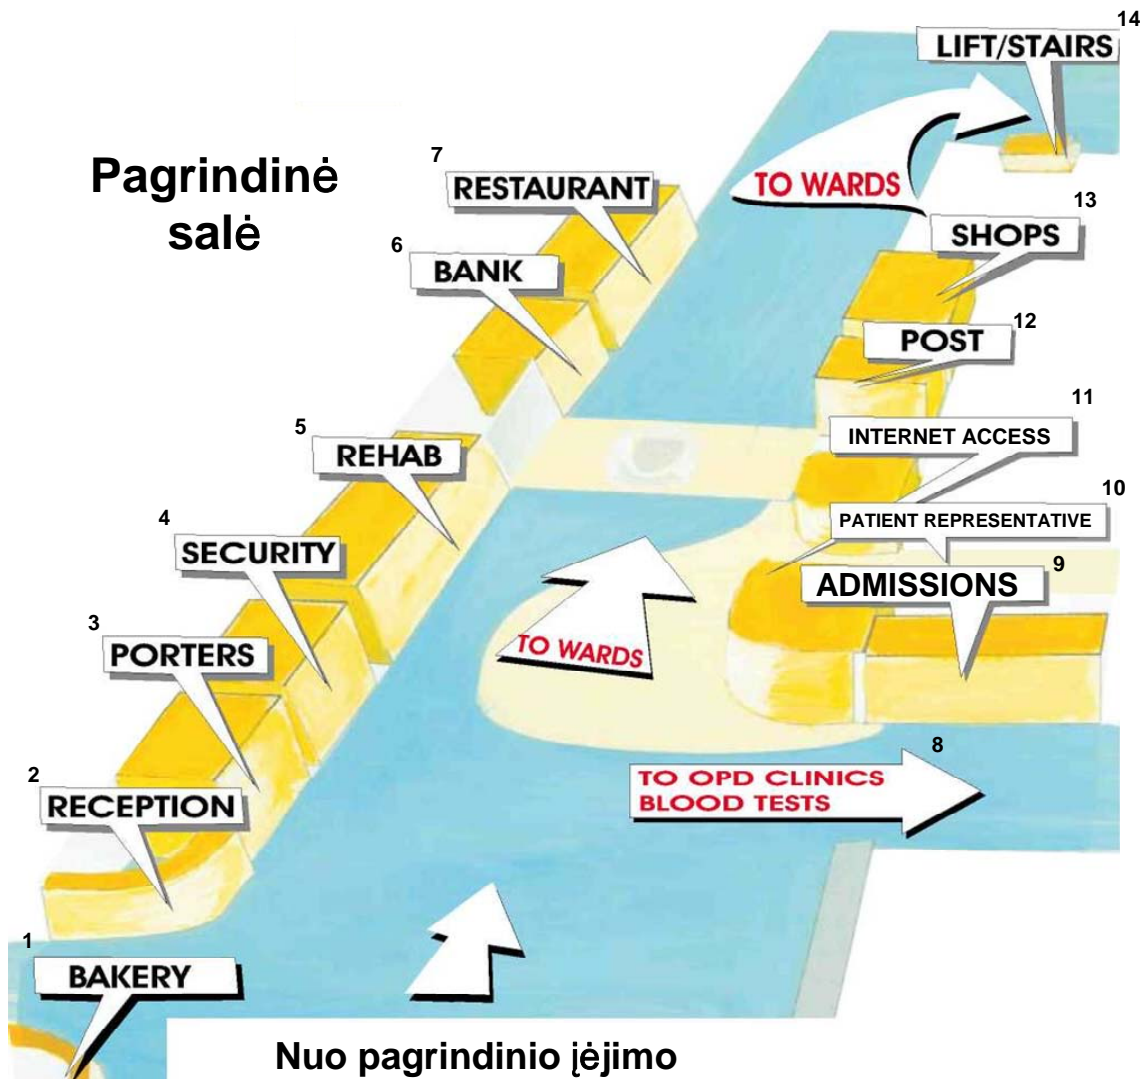 14
LIFT/STAIRS
Pagrindinė
salė
7
RESTAURANT
TO WARDS
13
SHOPS
6
BANK
12
POST
11
INTERNET ACCESS
5
REHAB
10
PATIENT REPRESENTATIVE
4
SECURITY
9
ADMISSIONS
3
PORTERS
TO WARDS
8
TO OPD CLINICS
BLOOD TESTS
2
RECEPTION
1
BAKERY
Nuo pagrindinio įėjimo